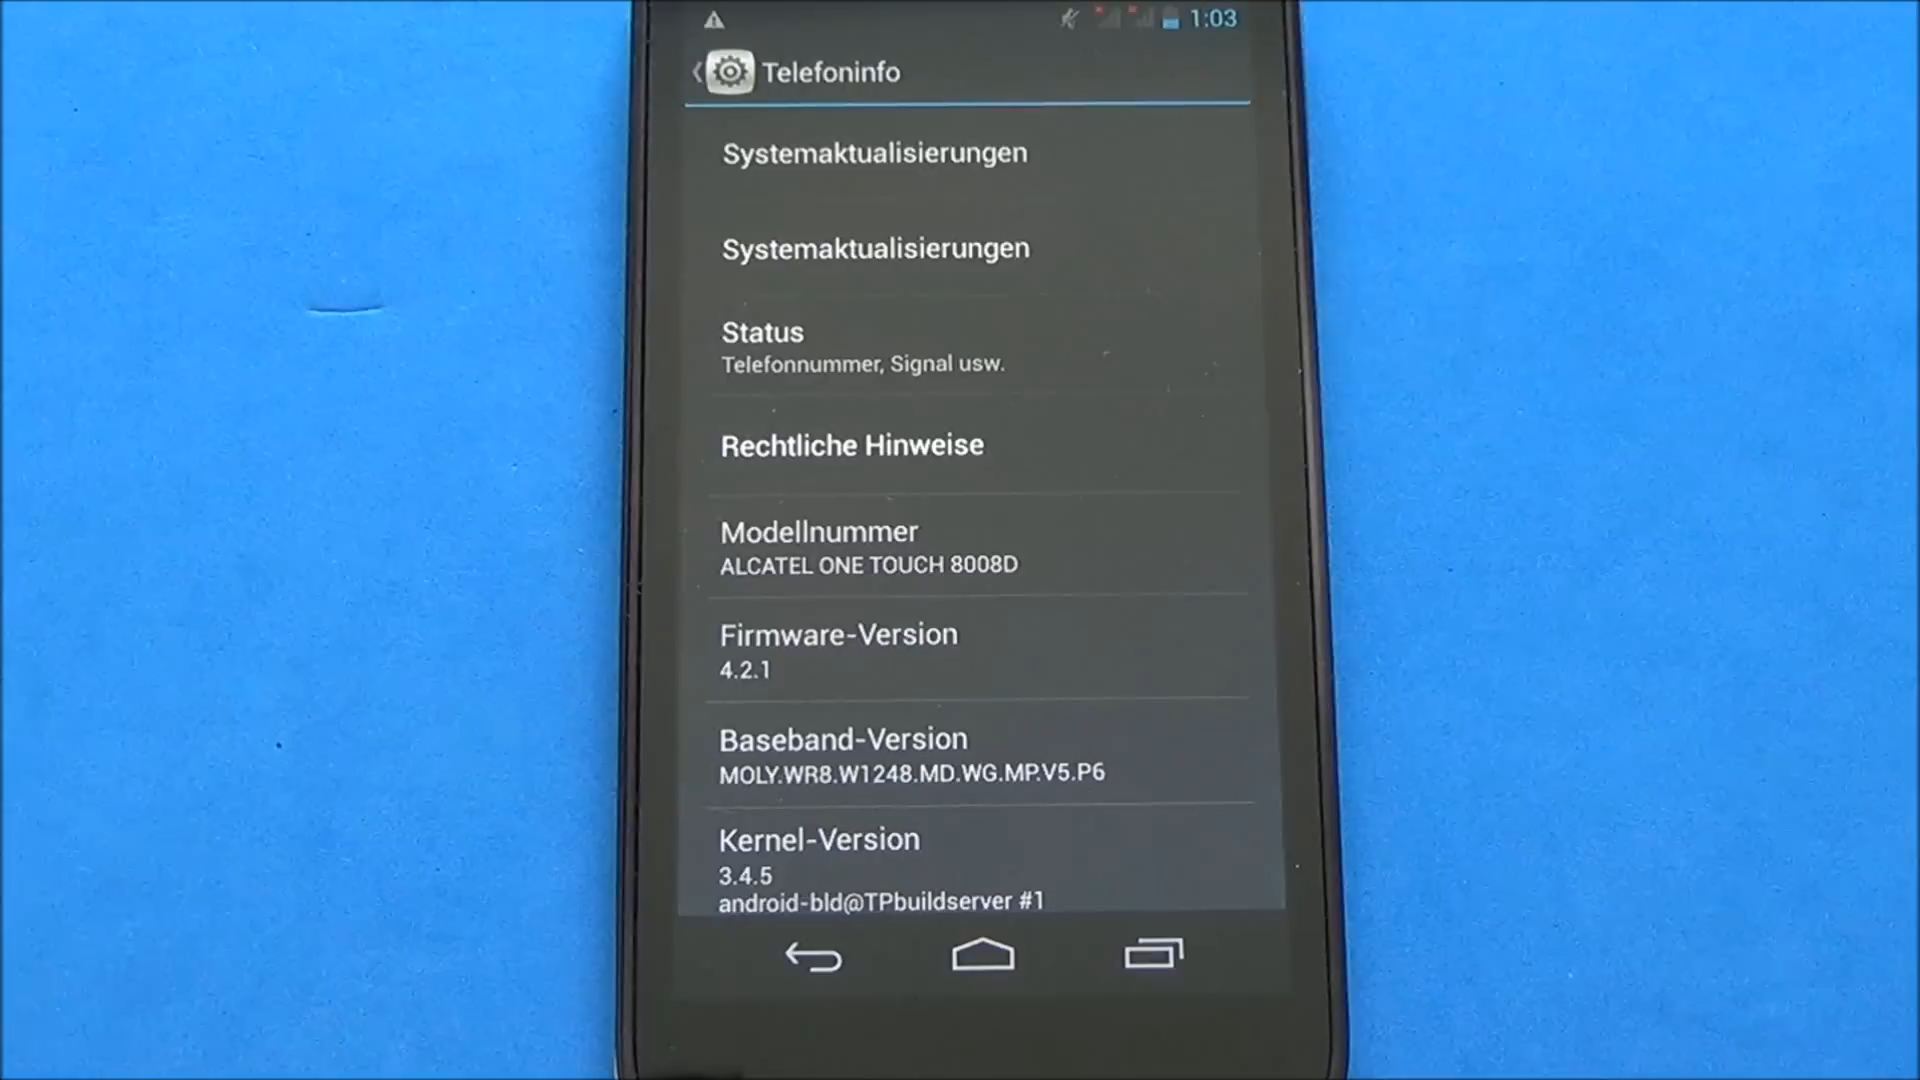 1:03
Telefoninfo
Systemaktualisierungen
Systemaktualisierungen
Status
Telefonnummer, Signal usw.
Rechtliche Hinweise
Modellnummer
ALCATEL ONE TOUCH 8008D
Firmware-Version
4.2.1
Baseband-Version
MOLY.WR8.W1248.MD.WG.MP.V5.P6
Kernel-Version
3.4.5
android-bld@TPbuildserver #1